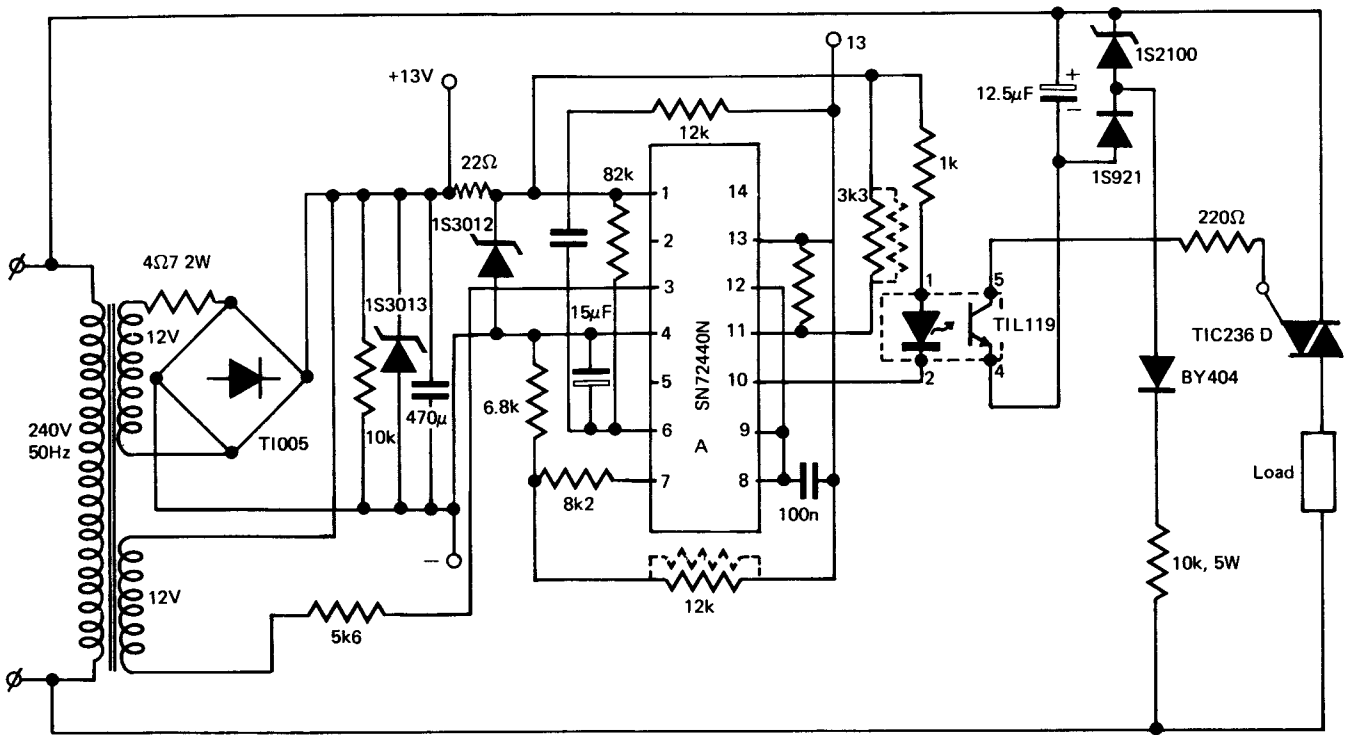 1S2100
13
+13V
12.5µF
+
−
12k
22Ω
82k
1k
1S921
1
14
3k3
1S3012
220Ω
2
13
4Ω7 2W
3
12
1
5
15µF
1S3013
12V
4
11
TIL119
TIC236 D
SN72440N
2
4
5
10
BY404
6.8k
470µ
240V
50Hz
TI005
10k
6
9
A
Load
7
8
8k2
100n
−
10k, 5W
12V
12k
5k6